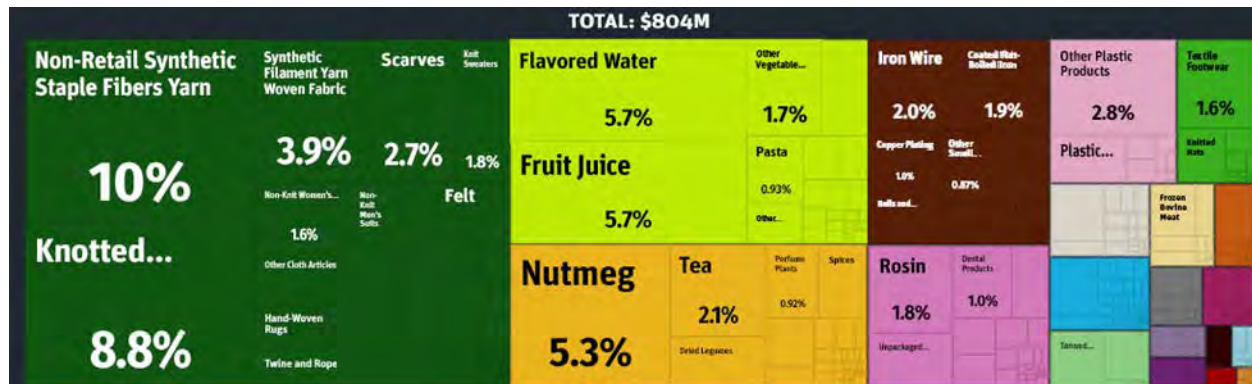 TOTAL: $804M
Non-Retail Synthetic
Staple Fibers Yarn
10%
Knotted...
8.8%
Synthetic
Filament Yarn
Woven Fabric
3.9%
Non-Knit Women's...
1.6%
Other Cloth Articles
Hand-Woven
Rugs
Twine and Rope
Scarves
2.7%
Knit
Sweaters
1.8%
Non-
Knit
Men's
Suits
Felt
Flavored Water
5.7%
Fruit Juice
5.7%
Other
Vegetable...
1.7%
Pasta
0.93%
Other...
Nutmeg
5.3%
Tea
2.1%
Dried Legumes
Perfume
Plants
0.92%
Spices
Iron Wire
2.0%
Coated Flat-
Rolled Iron
1.9%
Copper Plating
1.0%
Other
Small...
0.87%
Balls and...
Rosin
1.8%
Unpackaged...
Dental
Products
1.0%
Other Plastic
Products
2.8%
Plastic...
Textile
Footwear
1.6%
Knitted
Hats
Frozen
Bovine
Meat
Tanned...